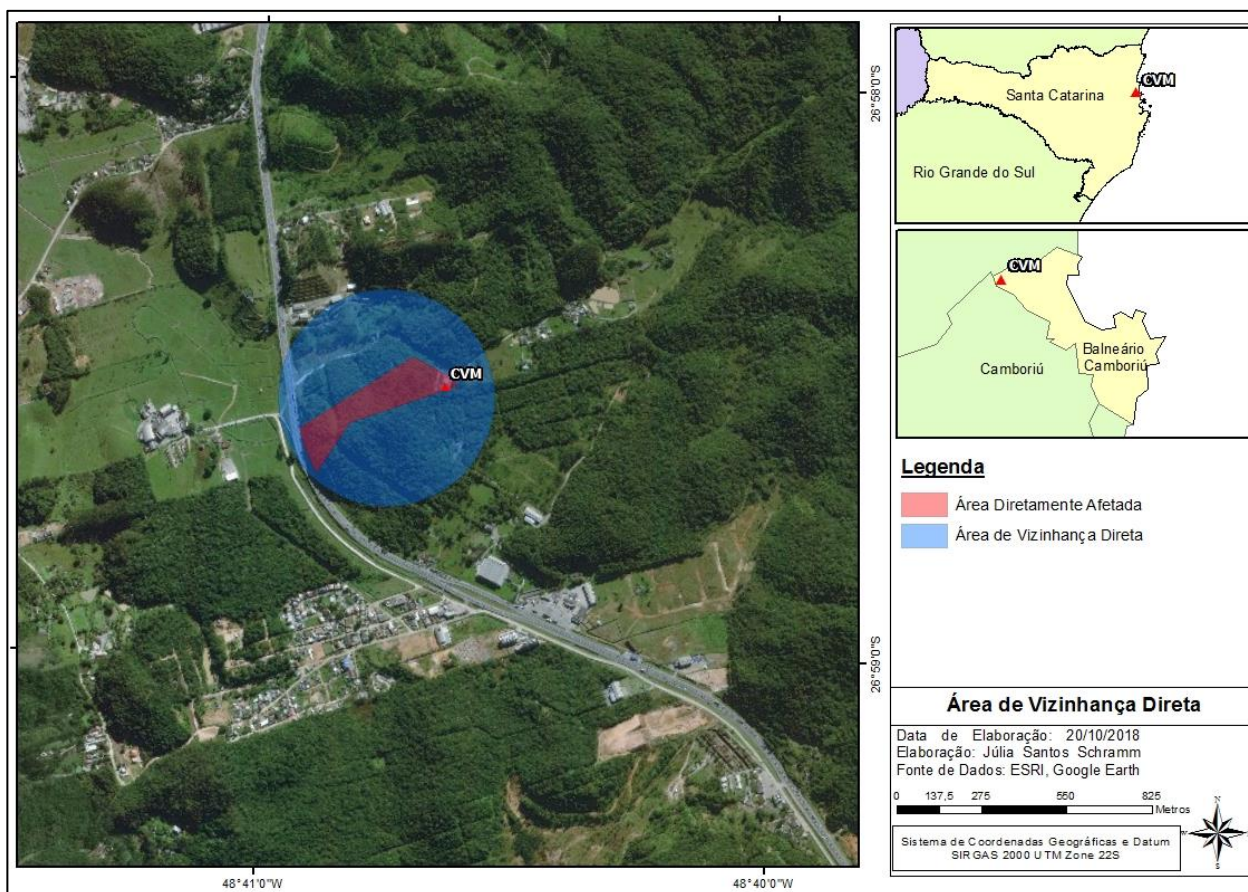 CVM
48°41'0"W
48°40'0"W
26°58'0"S
26°59'0"S
Santa Catarina
CVM
Rio Grande do Sul
CVM
Camboriú
Balneário
Camboriú
Legenda
Área Diretamente Afetada
Área de Vizinhança Direta
Área de Vizinhança Direta
Data de Elaboração: 20/10/2018
Elaboração: Júlia Santos Schramm
Fonte de Dados: ESRI, Google Earth
0 137,5 275 550 825
Metros
N
S
Sistema de Coordenadas Geográficas e Datum
SIRGAS 2000 UTM Zone 22S